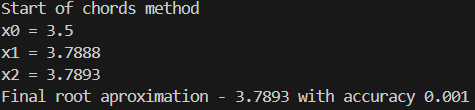 Start of chords method
x0 = 3.5
x1 = 3.7888
x2 = 3.7893
Final root aproximation - 3.7893 with accuracy 0.001